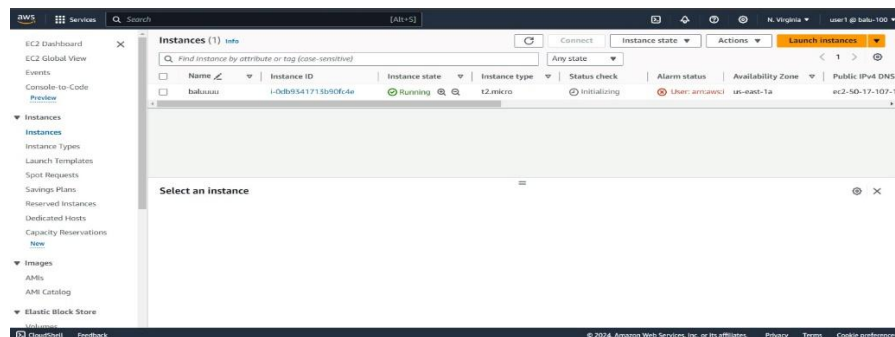 aws Services Search [Alt+S] N. Virginia user1 @ balu-100
EC2 Dashboard
EC2 Global View
Events
Console-to-Code
Preview
Instances
Instances
Instance Types
Launch Templates
Spot Requests
Savings Plans
Reserved Instances
Dedicated Hosts
Capacity Reservations
New
Images
AMIs
AMI Catalog
Elastic Block Store
Volumes
Instances (1) Info Connect Instance state Actions Launch instances
Find Instance by attribute or tag (case-sensitive) Any state 1
Name Instance ID Instance state Instance type Status check Alarm status Availability Zone Public IPv4 DNS
baluuuu i-0db9341713b90fc4e Running t2.micro Initializing User: arn:aws:i us-east-1a ec2-50-17-107-1
Select an instance
CloudShell Feedback © 2024, Amazon Web Services, Inc. or its affiliates. Privacy Terms Cookie preference